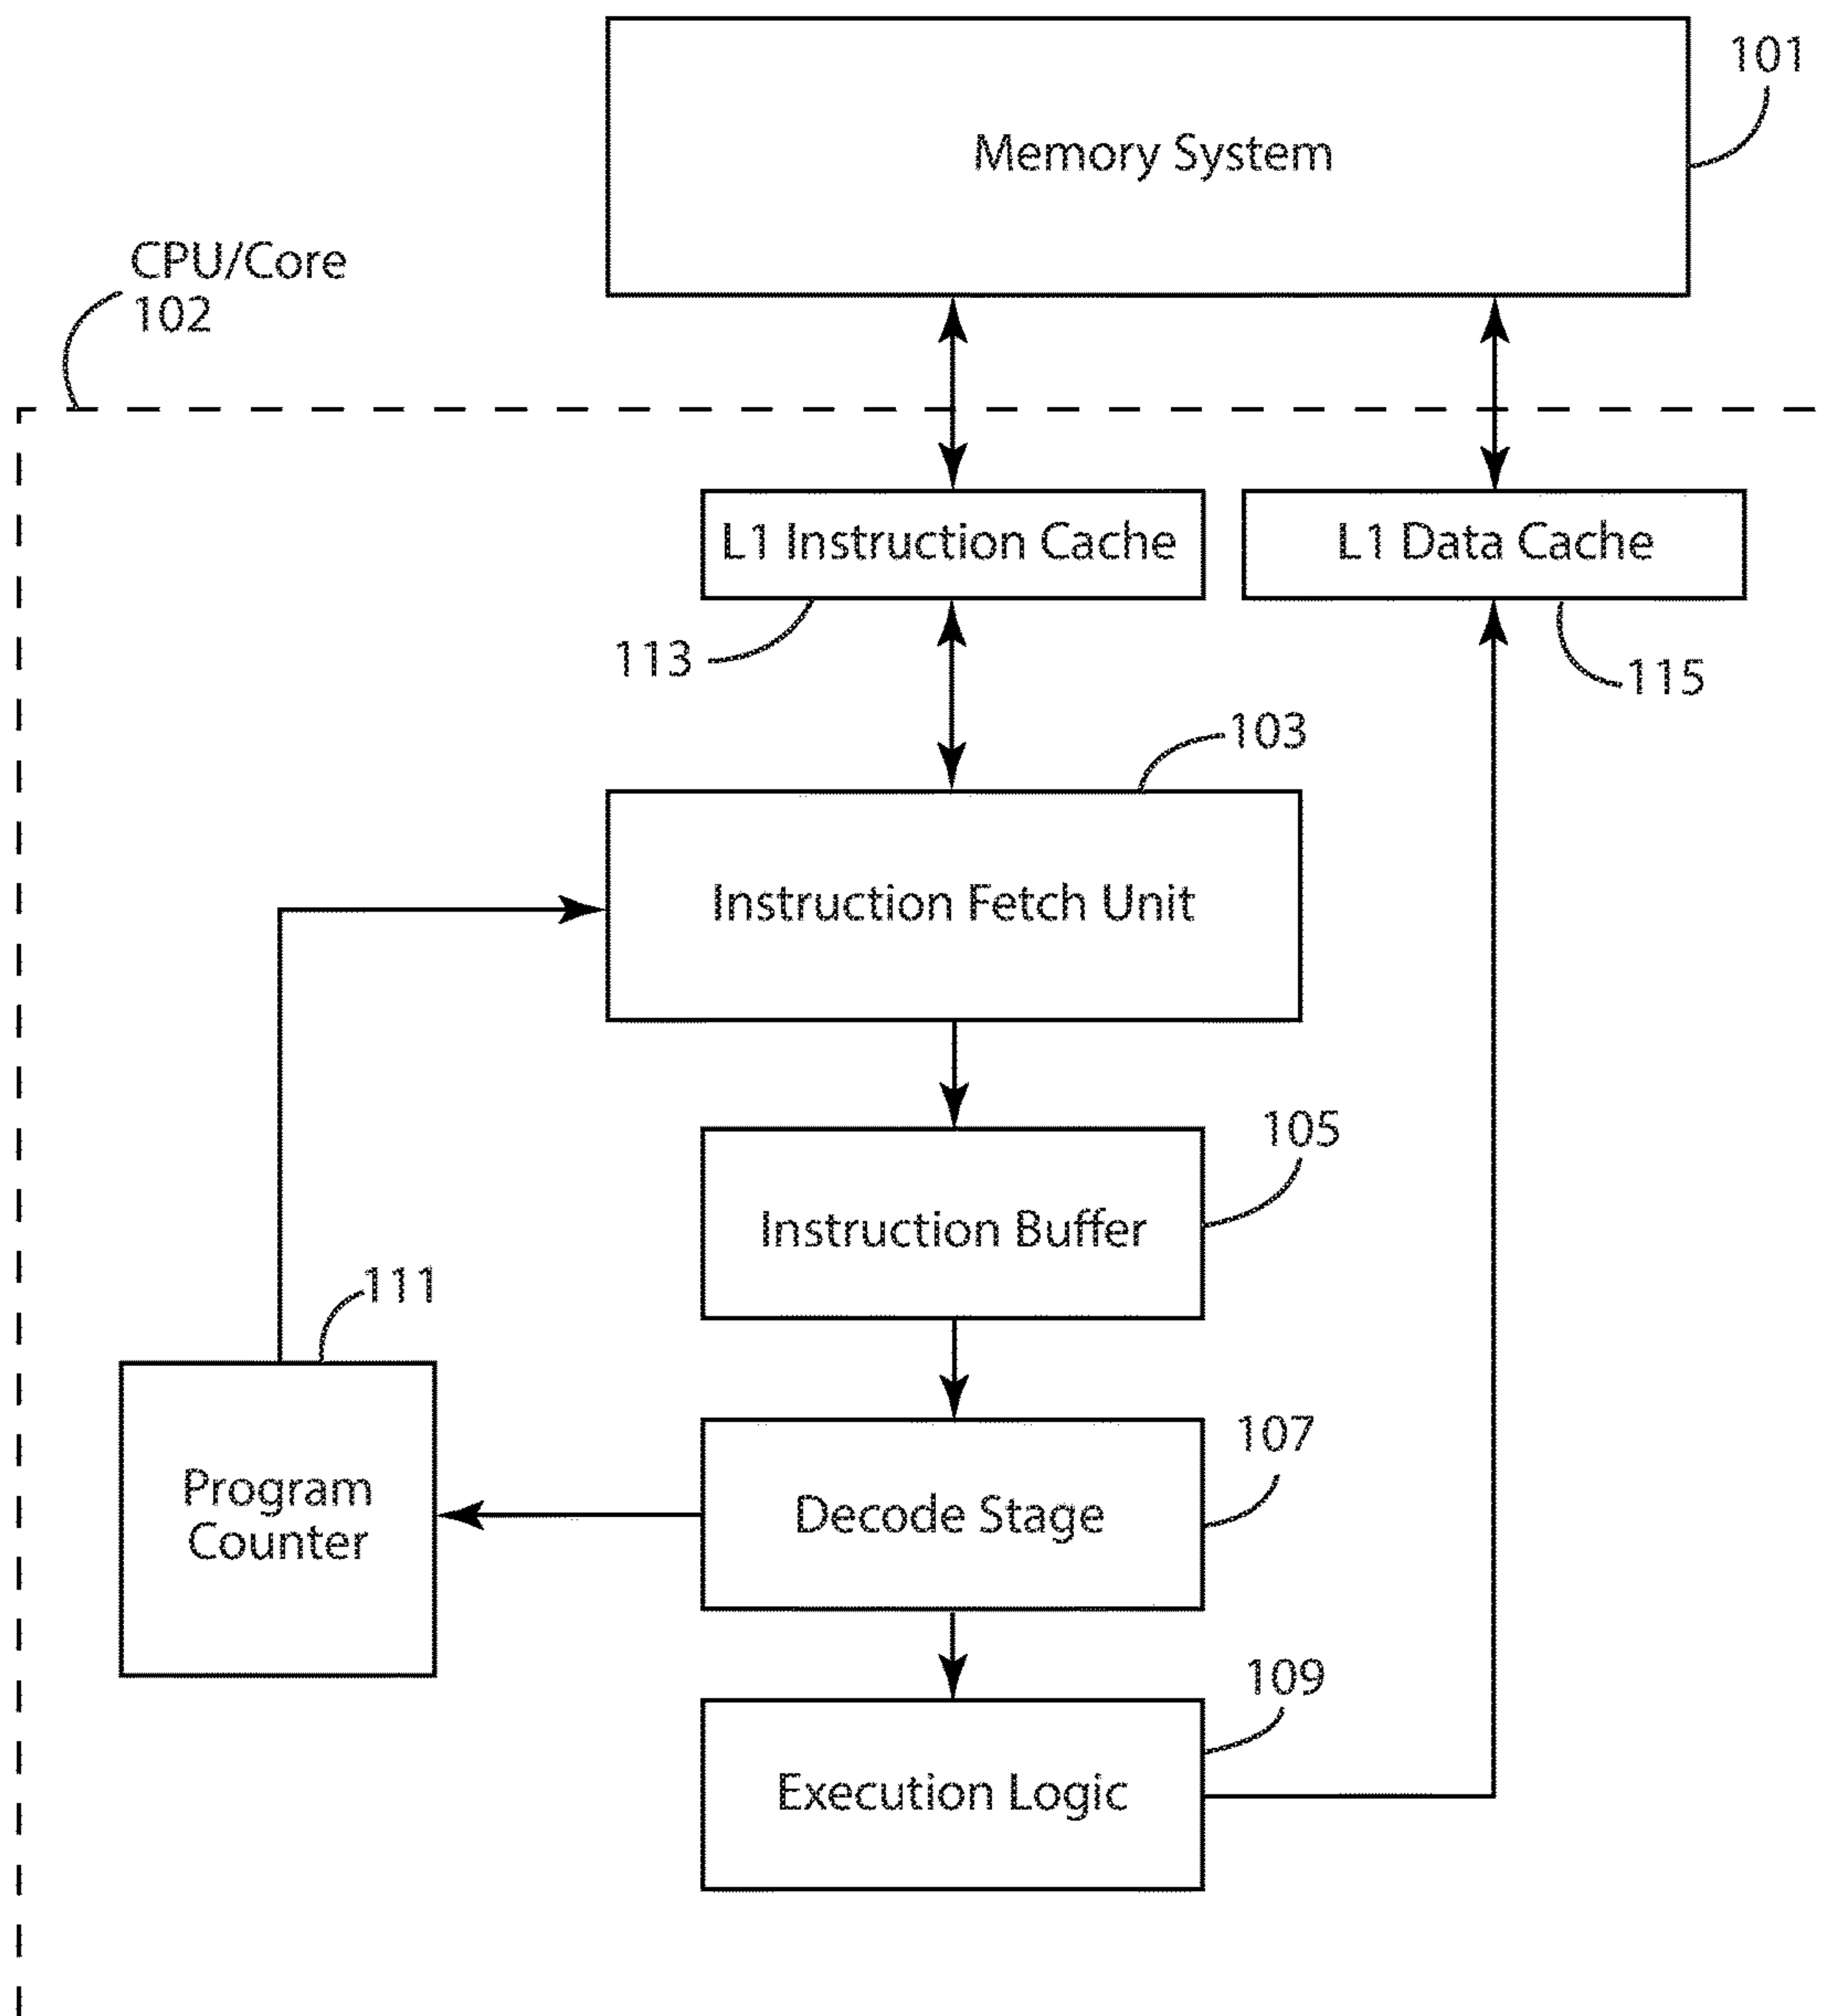 101
Memory System
CPU/Core
102
L1 Instruction Cache
L1 Data Cache
113
115
103
Instruction Fetch Unit
105
Instruction Buffer
111
107
Program
Counter
Decode Stage
109
Execution Logic